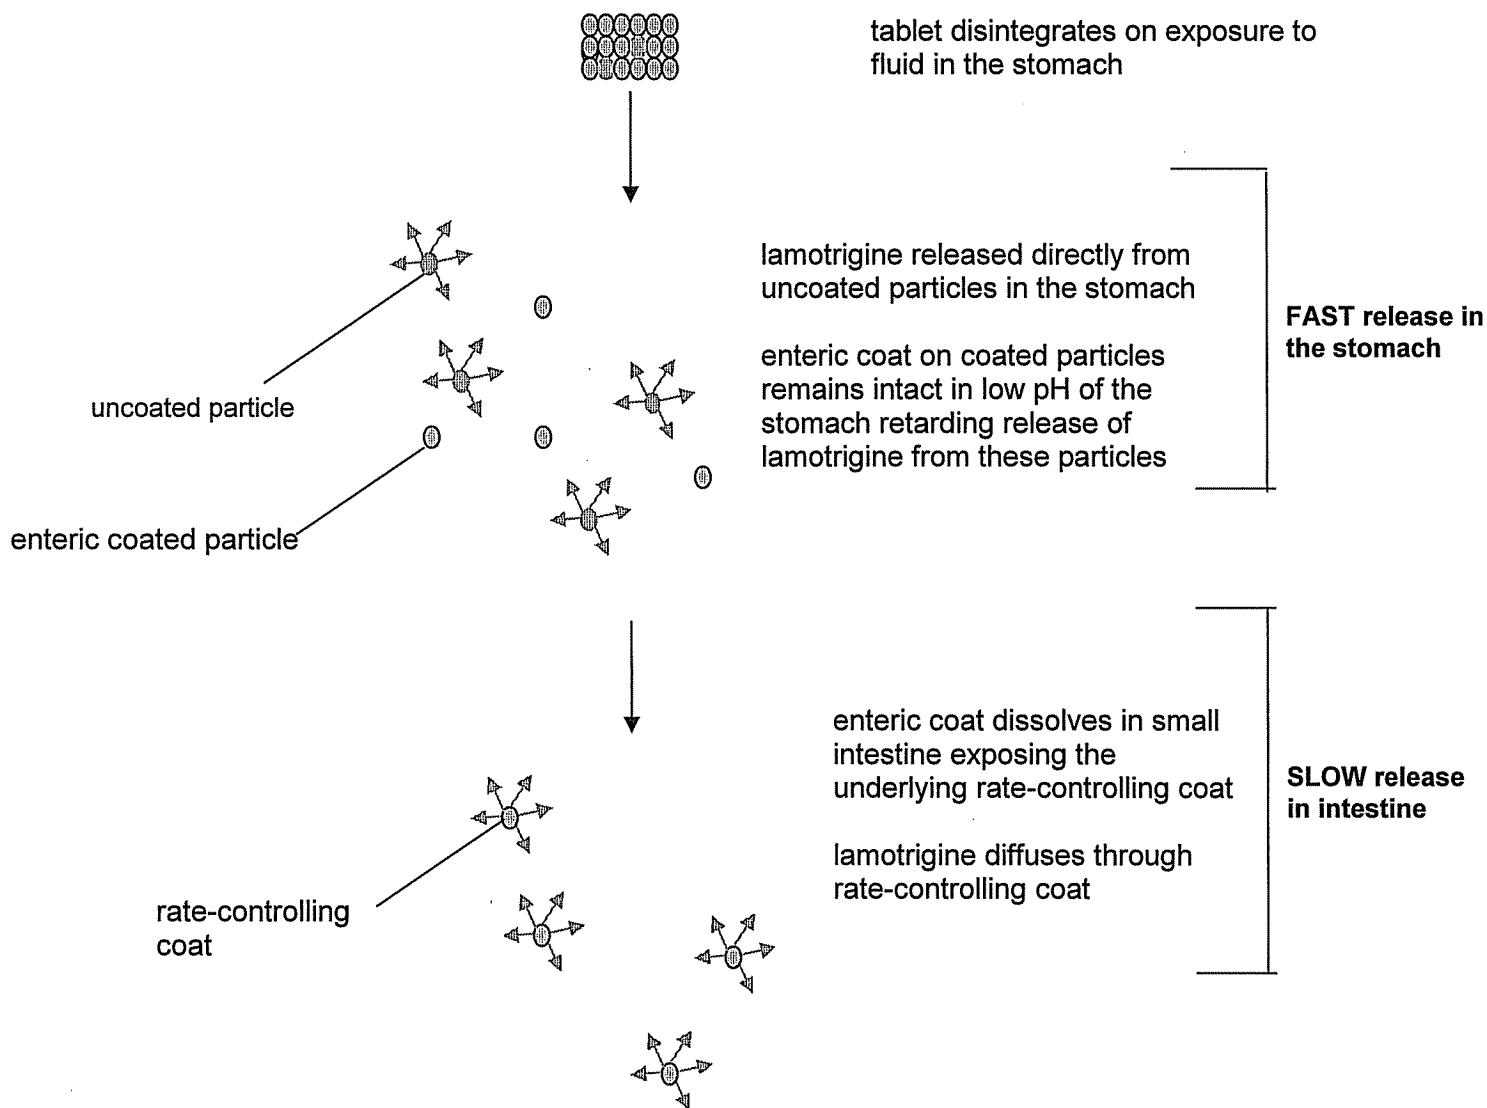 tablet disintegrates on exposure to
fluid in the stomach
lamotrigine released directly from
uncoated particles in the stomach
FAST release in
the stomach
enteric coat on coated particles
remains intact in low pH of the
stomach retarding release of
lamotrigine from these particles
uncoated particle
enteric coated particle
enteric coat dissolves in small
intestine exposing the
underlying rate-controlling coat
SLOW release
in intestine
lamotrigine diffuses through
rate-controlling coat
rate-controlling
coat